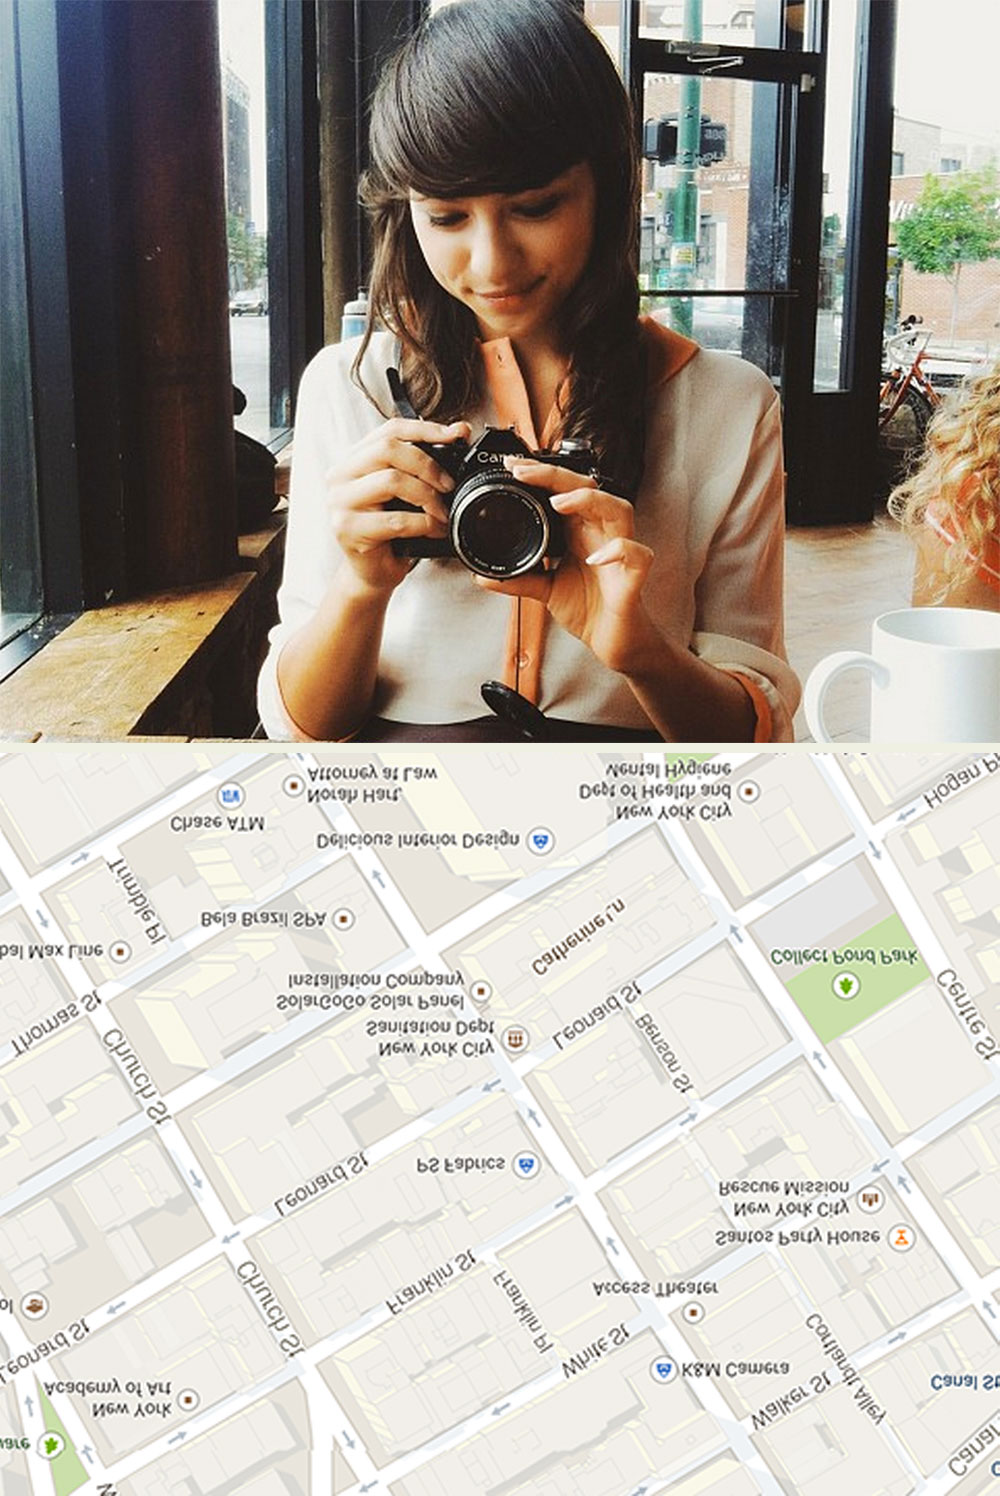 Canon
Attorney at Law
Norah Hart,
Mental Hygiene
Dept of Health and
New York City
Hogan P
Chase ATM
Delicious Interior Design
Trimble Pl
Bela Brazil SPA
Catherine Ln
bal Max Line
Collect Pond Park
Installation Company
SolarGoGo Solar Panel
Sanitation Dept
New York City
Thomas St
Church St
Leonard St
Benson St
Centre St
PS Fabrics
Leonard St
Rescue Mission
New York City
Santos Party House
Church St
Franklin St
Franklin Pl
Access Theater
ol
Leonard St
White St
K&M Camera
Cortlandt Alley
Walker St
Canal St
Academy of Art
New York
uare
Canal